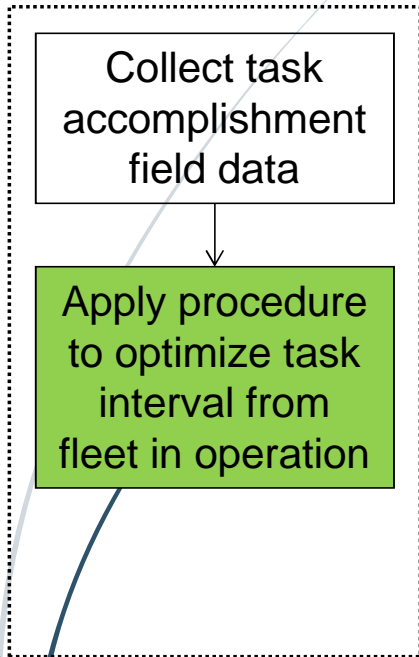 Collect task
accomplishment
field data
Apply procedure
to optimize task
interval from
fleet in operation